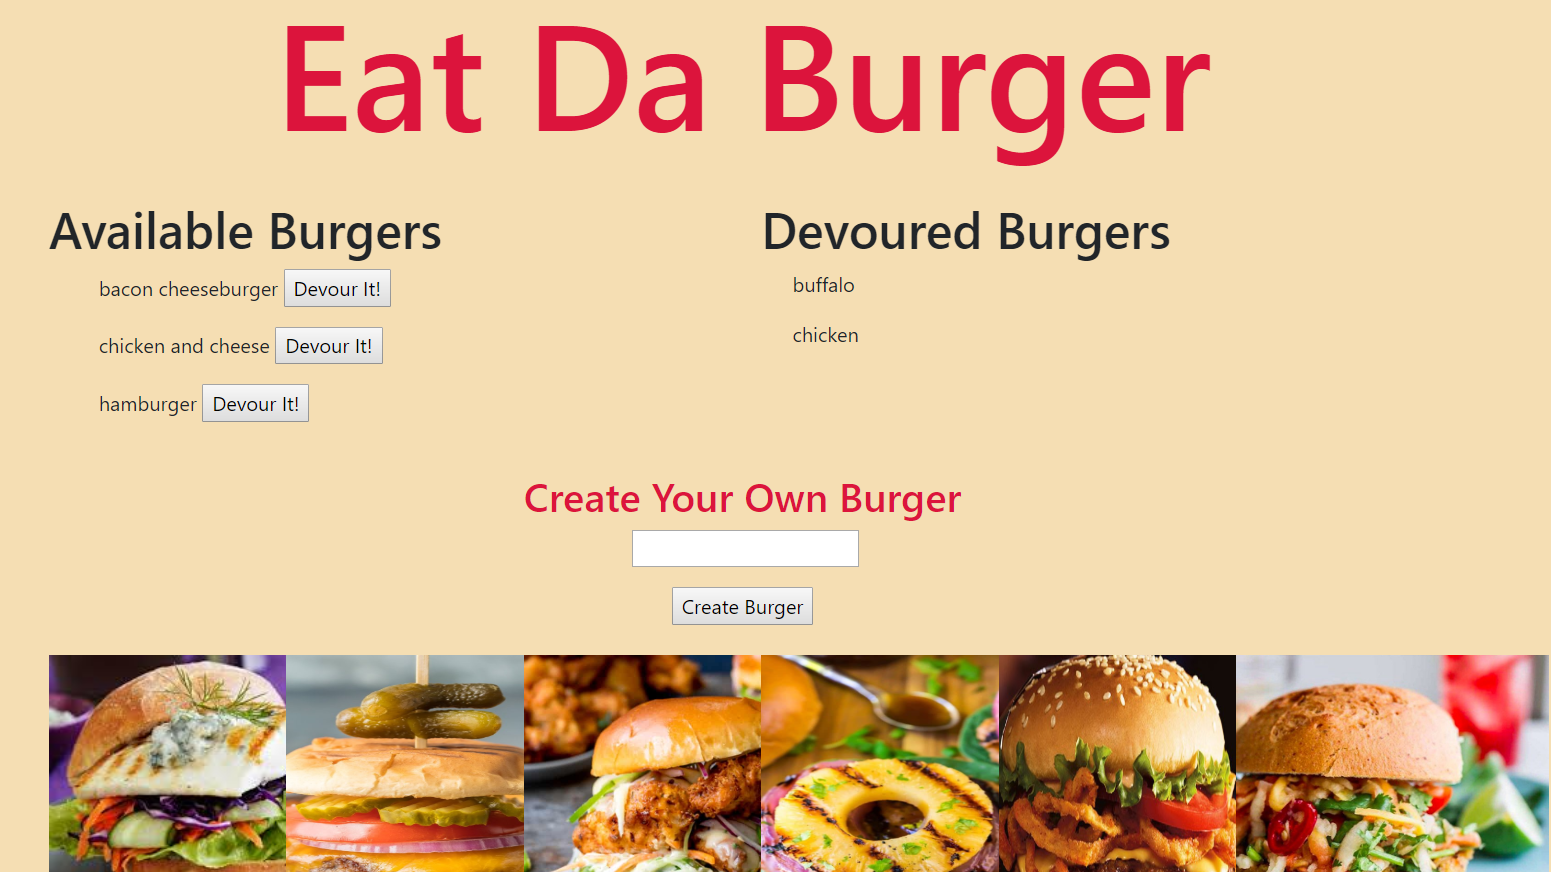 Eat Da Burger
Available Burgers
bacon cheeseburger Devour It!
chicken and cheese Devour It!
hamburger Devour It!
Devoured Burgers
buffalo
chicken
Create Your Own Burger
Create Burger